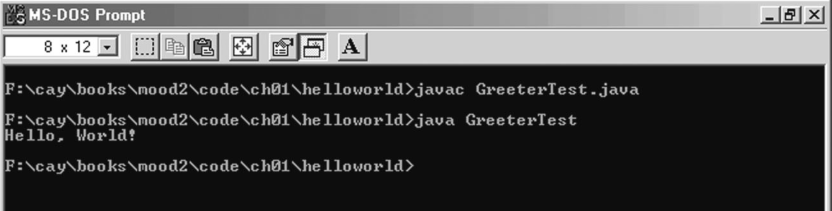 MS-DOS Prompt
8 x 12
A
F:\cay\books\mood2\code\ch01\helloworld>javac GreeterTest.java
F:\cay\books\mood2\code\ch01\helloworld>java GreeterTest
Hello, World!
F:\cay\books\mood2\code\ch01\helloworld>